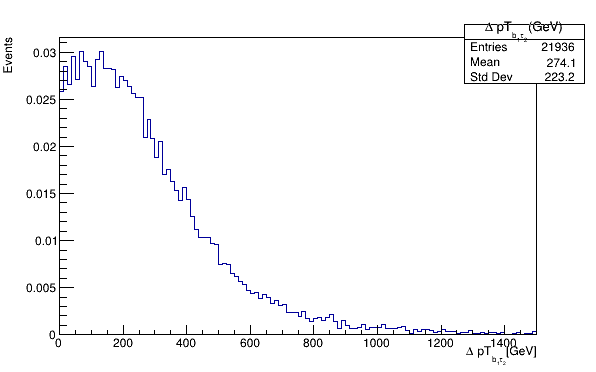 Δ pT_b₁τ₂ (GeV)
Entries 21936
Mean 274.1
Std Dev 223.2
Events
0.03
0.025
0.02
0.015
0.01
0.005
0
0 200 400 600 800 1000 1200 1400
Δ pT_b₁τ₂ [GeV]